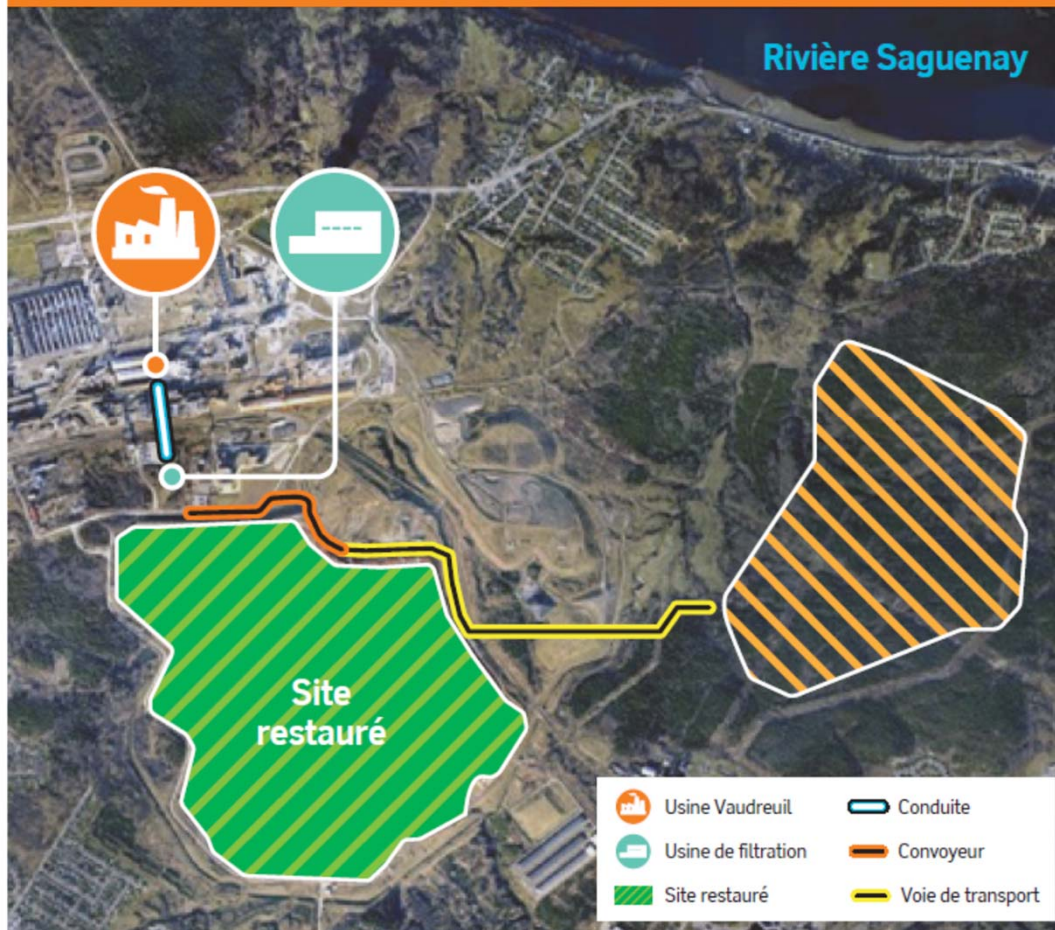 Rivière Saguenay
Site
restauré
Usine Vaudreuil
Conduite
Usine de filtration
Convoyeur
Site restauré
Voie de transport